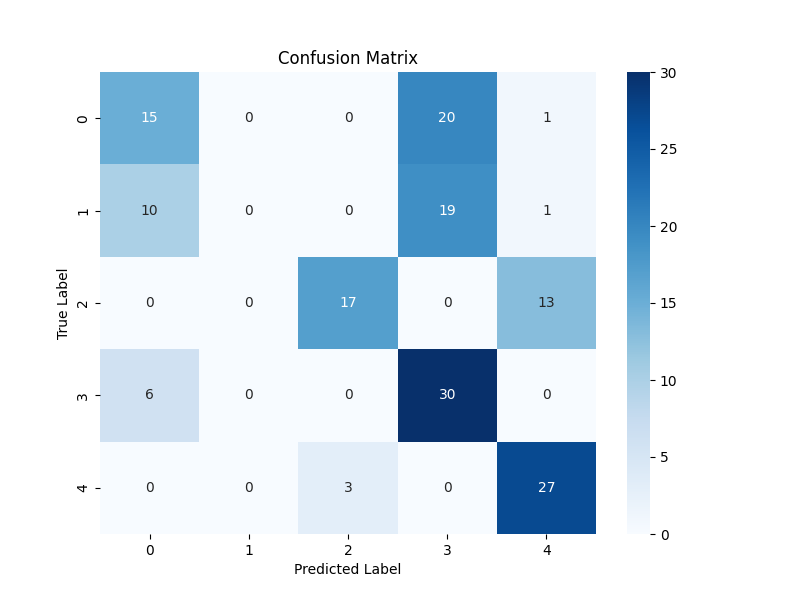 Confusion Matrix
True Label
0 15 0 0 20 1
1 10 0 0 19 1
2 0 0 17 0 13
3 6 0 0 30 0
4 0 0 3 0 27
0 1 2 3 4
Predicted Label
30
25
20
15
10
5
0